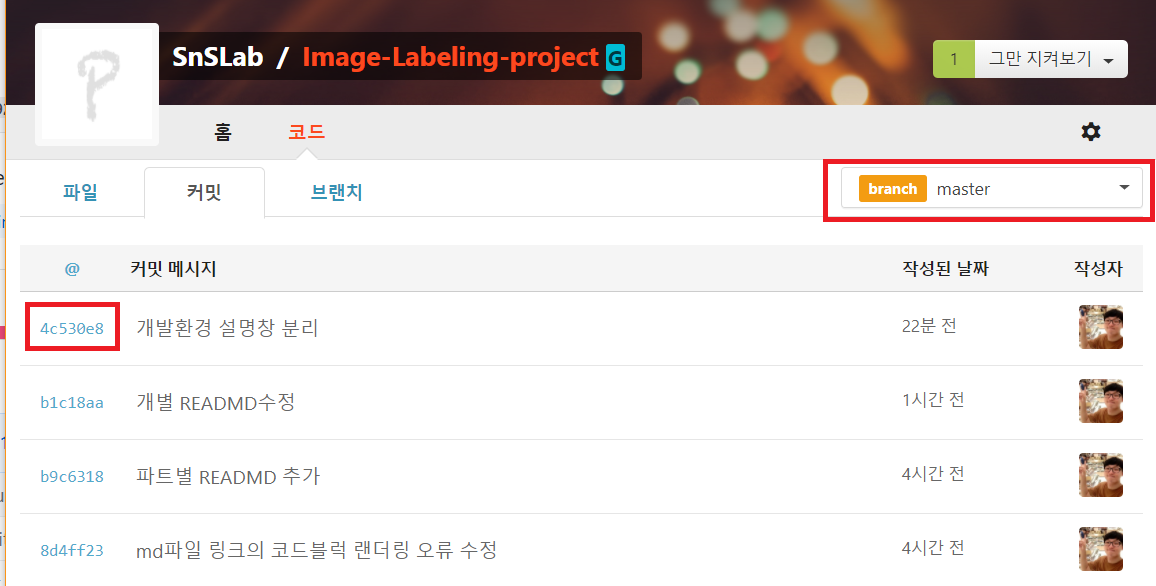 SnSLab / Image-Labeling-project G
1 그만 지켜보기
P
홈 코드
파일 커밋 브랜치
branch master
@ 커밋 메시지 작성된 날짜 작성자
4c530e8 개발환경 설명창 분리 22분 전
b1c18aa 개별 READMD수정 1시간 전
b9c6318 파트별 READMD 추가 4시간 전
8d4ff23 md파일 링크의 코드블럭 랜더링 오류 수정 4시간 전